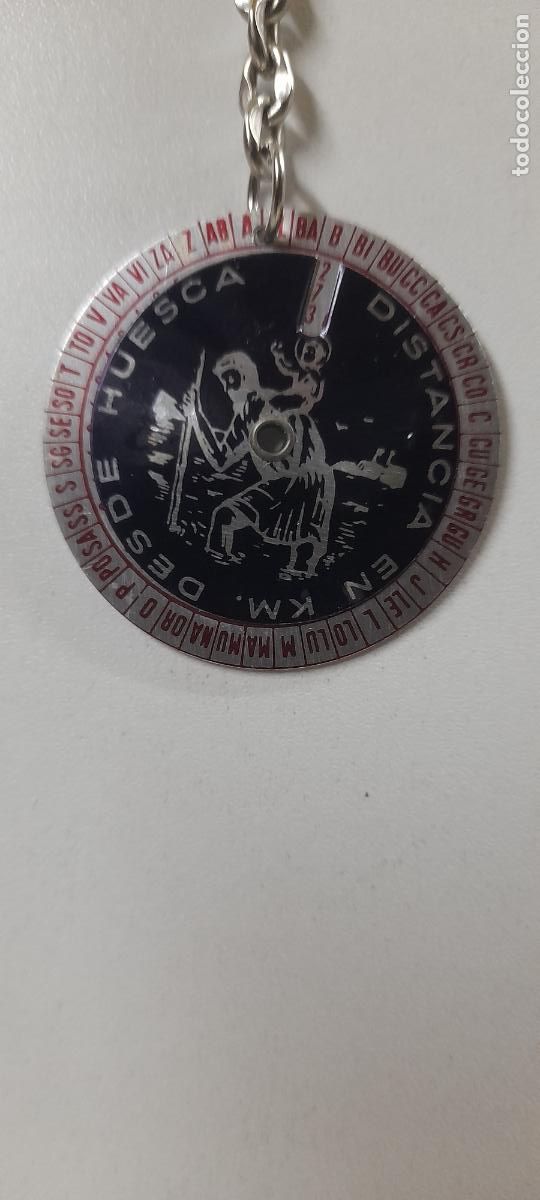 todocoleccion
DISTANCIA EN KM. DESDE HUESCA
273
AB A BA B BI BU CC CA CS CR CO C CU GE GR GU H J LE L LO LU M MA MU NA OR O P PO SA SS S SG SE SO T TO V VA VI ZA Z